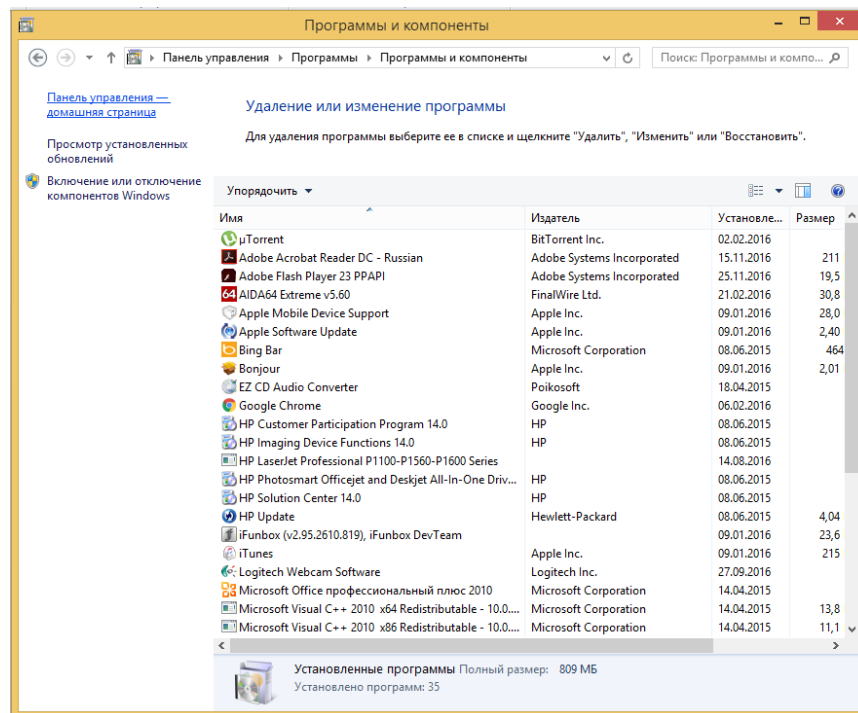 Программы и компоненты
Панель управления Программы Программы и компоненты
Поиск: Программы и компо...
Панель управления —
домашняя страница
Просмотр установленных
обновлений
Включение или отключение
компонентов Windows
Удаление или изменение программы
Для удаления программы выберите ее в списке и щелкните "Удалить", "Изменить" или "Восстановить".
Упорядочить
Имя Издатель Установле... Размер
µTorrent BitTorrent Inc. 02.02.2016
Adobe Acrobat Reader DC - Russian Adobe Systems Incorporated 15.11.2016 211
Adobe Flash Player 23 PPAPI Adobe Systems Incorporated 25.11.2016 19,5
64 AIDA64 Extreme v5.60 FinalWire Ltd. 21.02.2016 30,8
Apple Mobile Device Support Apple Inc. 09.01.2016 28,0
Apple Software Update Apple Inc. 09.01.2016 2,40
Bing Bar Microsoft Corporation 08.06.2015 464
Bonjour Apple Inc. 09.01.2016 2,01
EZ CD Audio Converter Poikosoft 18.04.2015
Google Chrome Google Inc. 06.02.2016
HP Customer Participation Program 14.0 HP 08.06.2015
HP Imaging Device Functions 14.0 HP 08.06.2015
HP LaserJet Professional P1100-P1560-P1600 Series 14.08.2016
HP Photosmart Officejet and Deskjet All-In-One Driv... HP 08.06.2015
HP Solution Center 14.0 HP 08.06.2015
HP Update Hewlett-Packard 08.06.2015 4,04
iFunbox (v2.95.2610.819), iFunbox DevTeam 09.01.2016 23,6
iTunes Apple Inc. 09.01.2016 215
Logitech Webcam Software Logitech Inc. 27.09.2016
Microsoft Office профессиональный плюс 2010 Microsoft Corporation 14.04.2015
Microsoft Visual C++ 2010 x64 Redistributable - 10.0.... Microsoft Corporation 14.04.2015 13,8
Microsoft Visual C++ 2010 x86 Redistributable - 10.0.... Microsoft Corporation 14.04.2015 11,1
Установленные программы Полный размер: 809 МБ
Установлено программ: 35